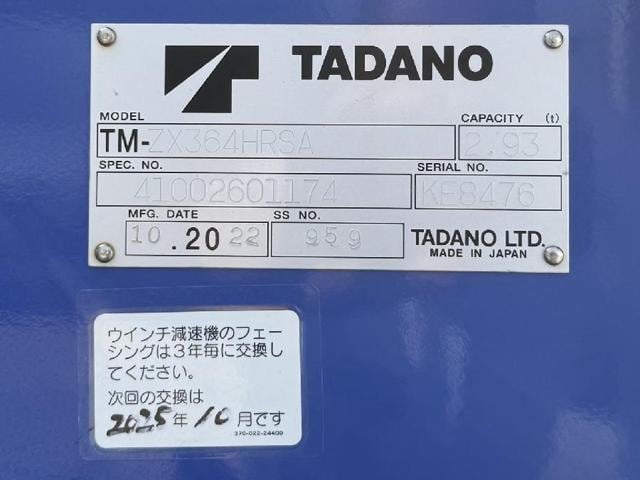 TADANO
MODEL CAPACITY (t)
TM-ZX364HRSA 2.93
SPEC. NO. SERIAL NO.
41002601174 KE8476
MFG. DATE SS NO.
10.2022 959 TADANO LTD.
MADE IN JAPAN
ウインチ減速機のフェー
シングは3年毎に交換し
てください。
次回の交換は
2025年10月です
370-022-24400